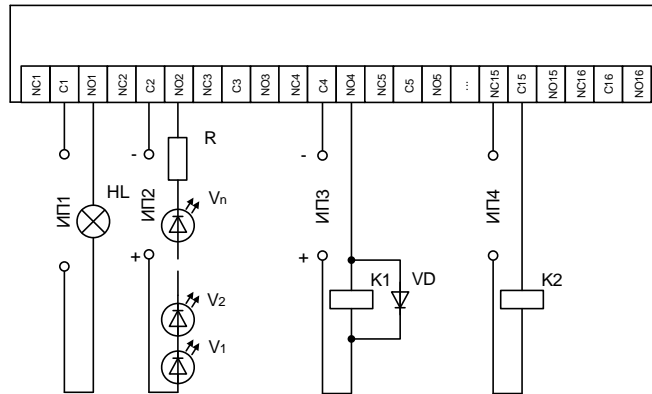 NC1 C1 NO1 NC2 C2 NO2 NC3 C3 NO3 NC4 C4 NO4 NC5 C5 NO5 ... NC15 C15 NO15 NC16 C16 NO16
- R -
ИП1 HL ИП2 Vn ИП3 ИП4
+ + K1 VD K2
V2
V1